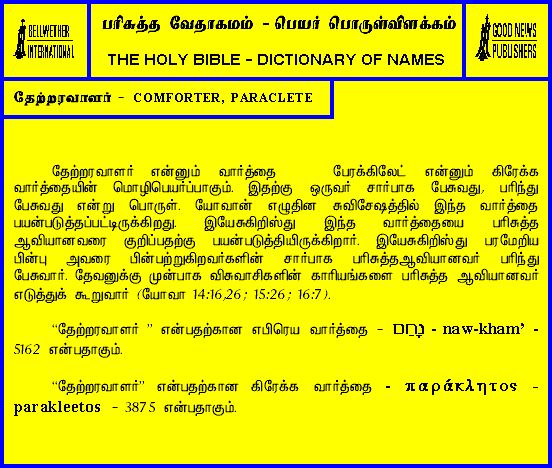 BELLWETHER
INTERNATIONAL
பரிசுத்த வேதாகமம் - பெயர் பொருள்விளக்கம்
THE HOLY BIBLE - DICTIONARY OF NAMES
GOOD NEWS
PUBLISHERS
தேற்றரவாளர் - COMFORTER, PARACLETE
தேற்றரவாளர் என்னும் வார்த்தை பேரக்கிலேட் என்னும் கிரேக்க
வார்த்தையின் மொழிபெயர்ப்பாகும். இதற்கு ஒருவர் சார்பாக பேசுவது, பரிந்து
பேசுவது என்று பொருள். யோவான் எழுதின சுவிசேஷத்தில் இந்த வார்த்தை
பயன்படுத்தப்பட்டிருக்கிறது. இயேசுகிறிஸ்து இந்த வார்த்தையை பரிசுத்த
ஆவியானவரை குறிப்பதற்கு பயன்படுத்தியிருக்கிறார். இயேசுகிறிஸ்து பரமேறிய
பின்பு அவரை பின்பற்றுகிறவர்களின் சார்பாக பரிசுத்தஆவியானவர் பரிந்து
பேசுவார். தேவனுக்கு முன்பாக விசுவாசிகளின் காரியங்களை பரிசுத்த ஆவியானவர்
எடுத்துக் கூறுவார் (யோவா 14:16,26 ; 15:26 ; 16:7).
“தேற்றரவாளர் ” என்பதற்கான எபிரெய வார்த்தை - נָחַם - naw-kham’ -
5162 என்பதாகும்.
“தேற்றரவாளர்” என்பதற்கான கிரேக்க வார்த்தை - παράκλητος -
parakleetos - 3875 என்பதாகும்.